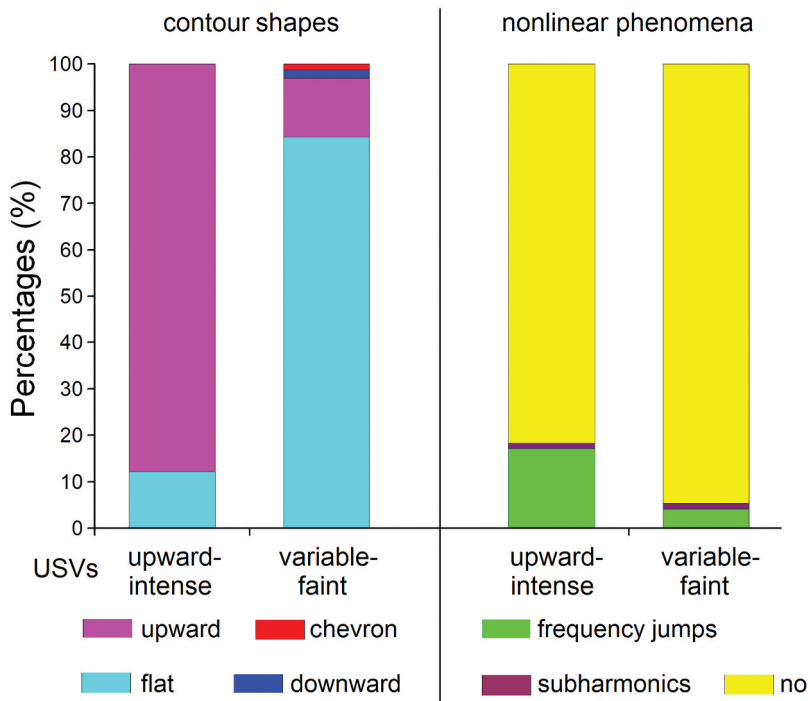 contour shapes
nonlinear phenomena
Percentages (%)
100
90
80
70
60
50
40
30
20
10
0
USVs
upward-
intense
variable-
faint
upward-
intense
variable-
faint
upward
chevron
frequency jumps
flat
downward
subharmonics
no